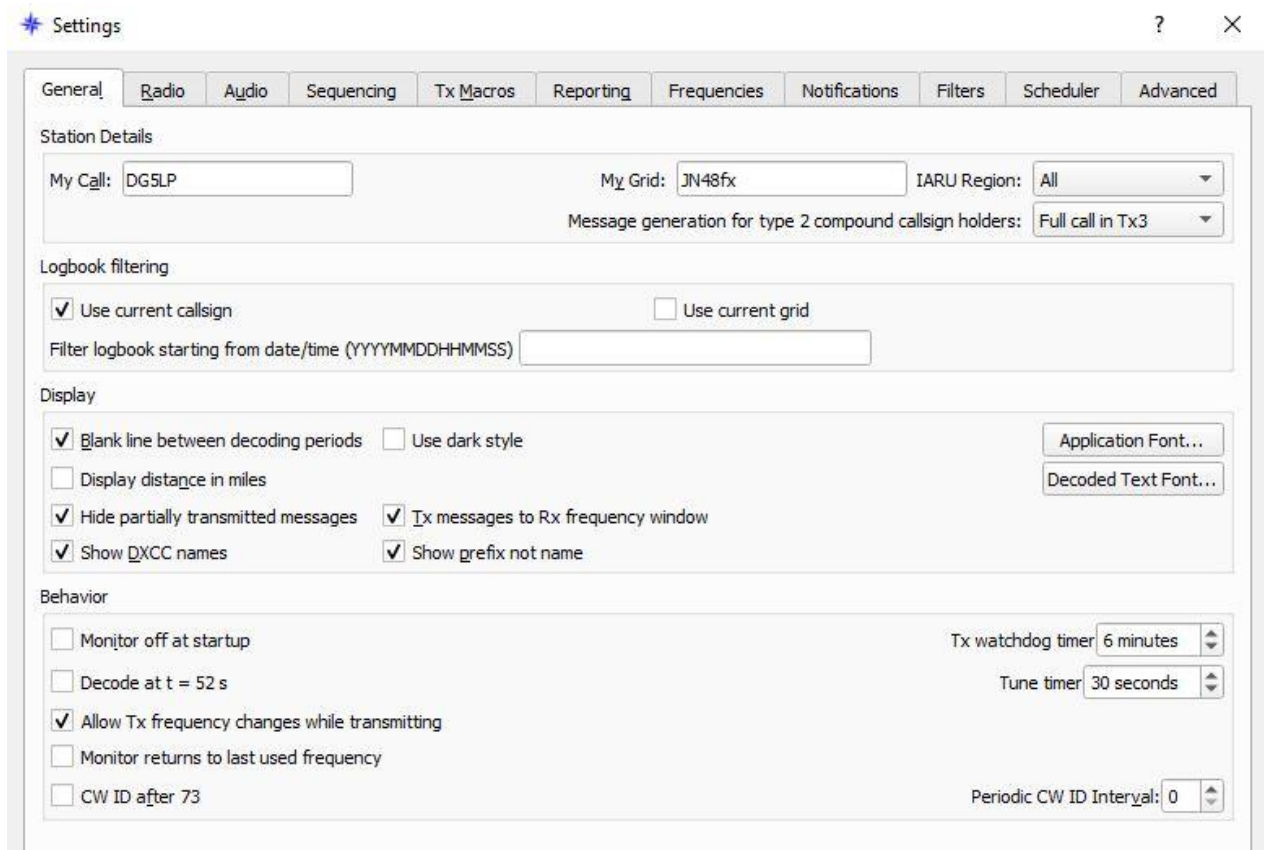 Settings ?
General Radio Audio Sequencing Tx Macros Reporting Frequencies Notifications Filters Scheduler Advanced
Station Details
My Call: DG5LP My Grid: JN48fx IARU Region: All
Message generation for type 2 compound callsign holders: Full call in Tx3
Logbook filtering
Use current callsign Use current grid
Filter logbook starting from date/time (YYYYMMDDHHMMSS)
Display
Blank line between decoding periods Use dark style Application Font...
Display distance in miles Decoded Text Font...
Hide partially transmitted messages Tx messages to Rx frequency window
Show DXCC names Show prefix not name
Behavior
Monitor off at startup Tx watchdog timer 6 minutes
Decode at t = 52 s Tune timer 30 seconds
Allow Tx frequency changes while transmitting
Monitor returns to last used frequency
CW ID after 73 Periodic CW ID Interval: 0